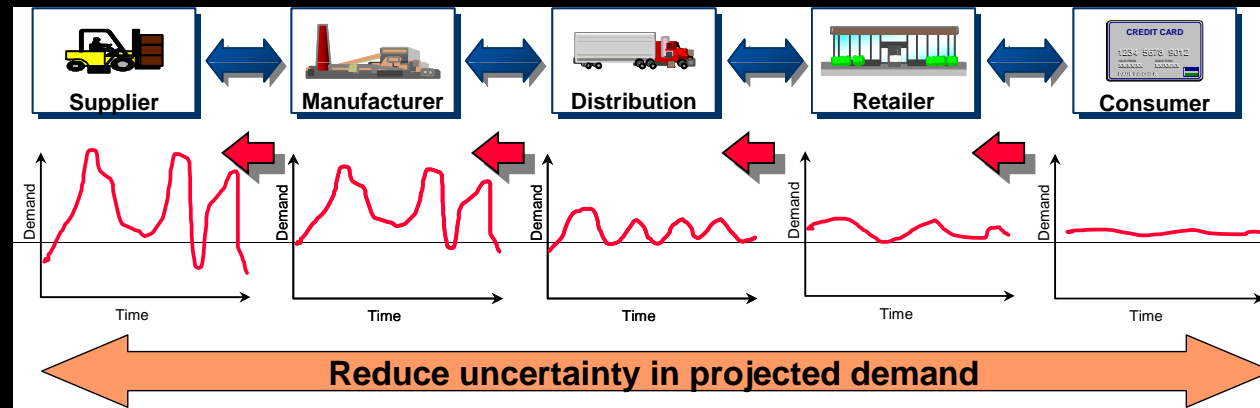 CREDIT CARD
1234 5678 9012
Supplier
Manufacturer
Distribution
Retailer
Consumer
Demand
Demand
Demand
Demand
Demand
Time
Time
Time
Time
Time
Reduce uncertainty in projected demand